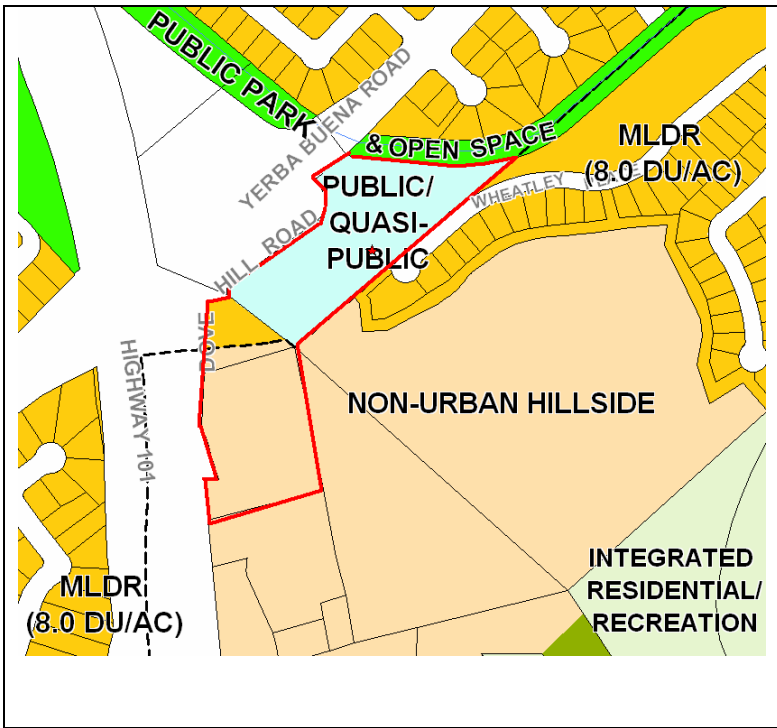 PUBLIC PARK
& OPEN SPACE
YERBA BUENA ROAD
MLDR
(8.0 DU/AC)
PUBLIC/
QUASI-
PUBLIC
WHEATLEY
DOVE HILL ROAD
HIGHWAY 101
NON-URBAN HILLSIDE
MLDR
(8.0 DU/AC)
INTEGRATED
RESIDENTIAL/
RECREATION